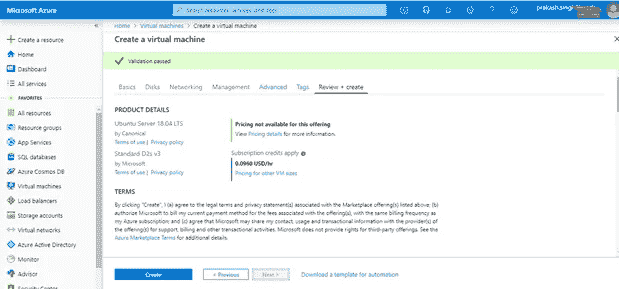 Microsoft Azure
Home > Virtual machines > Create a virtual machine
Create a virtual machine
Validation passed
Basics Disks Networking Management Advanced Tags Review + create
Create a resource
Home
Dashboard
All services
FAVORITES
All resources
Resource groups
App Services
SQL databases
Azure Cosmos DB
Virtual machines
Load balancers
Storage accounts
Virtual networks
Azure Active Directory
Monitor
Advisor
Security Center
PRODUCT DETAILS
Ubuntu Server 18.04 LTS
by Canonical
Terms of use | Privacy policy
Pricing not available for this offering
View Pricing details for more information.
Standard D2s v3
by Microsoft
Terms of use | Privacy policy
Subscription credits apply
0.0960 USD/hr
Pricing for other VM sizes
TERMS
By clicking "Create", I (a) agree to the legal terms and privacy statement(s) associated with the Marketplace offering(s) listed above; (b)
authorize Microsoft to bill my current payment method for the fees associated with the offering(s), with the same billing frequency as
my Azure subscription; and (c) agree that Microsoft may share my contact, usage and transactional information with the provider(s) of
the offering(s) for support, billing and other transactional activities. Microsoft does not provide rights for third-party offerings. See the
Azure Marketplace Terms for additional details.
Create < Previous Next > Download a template for automation